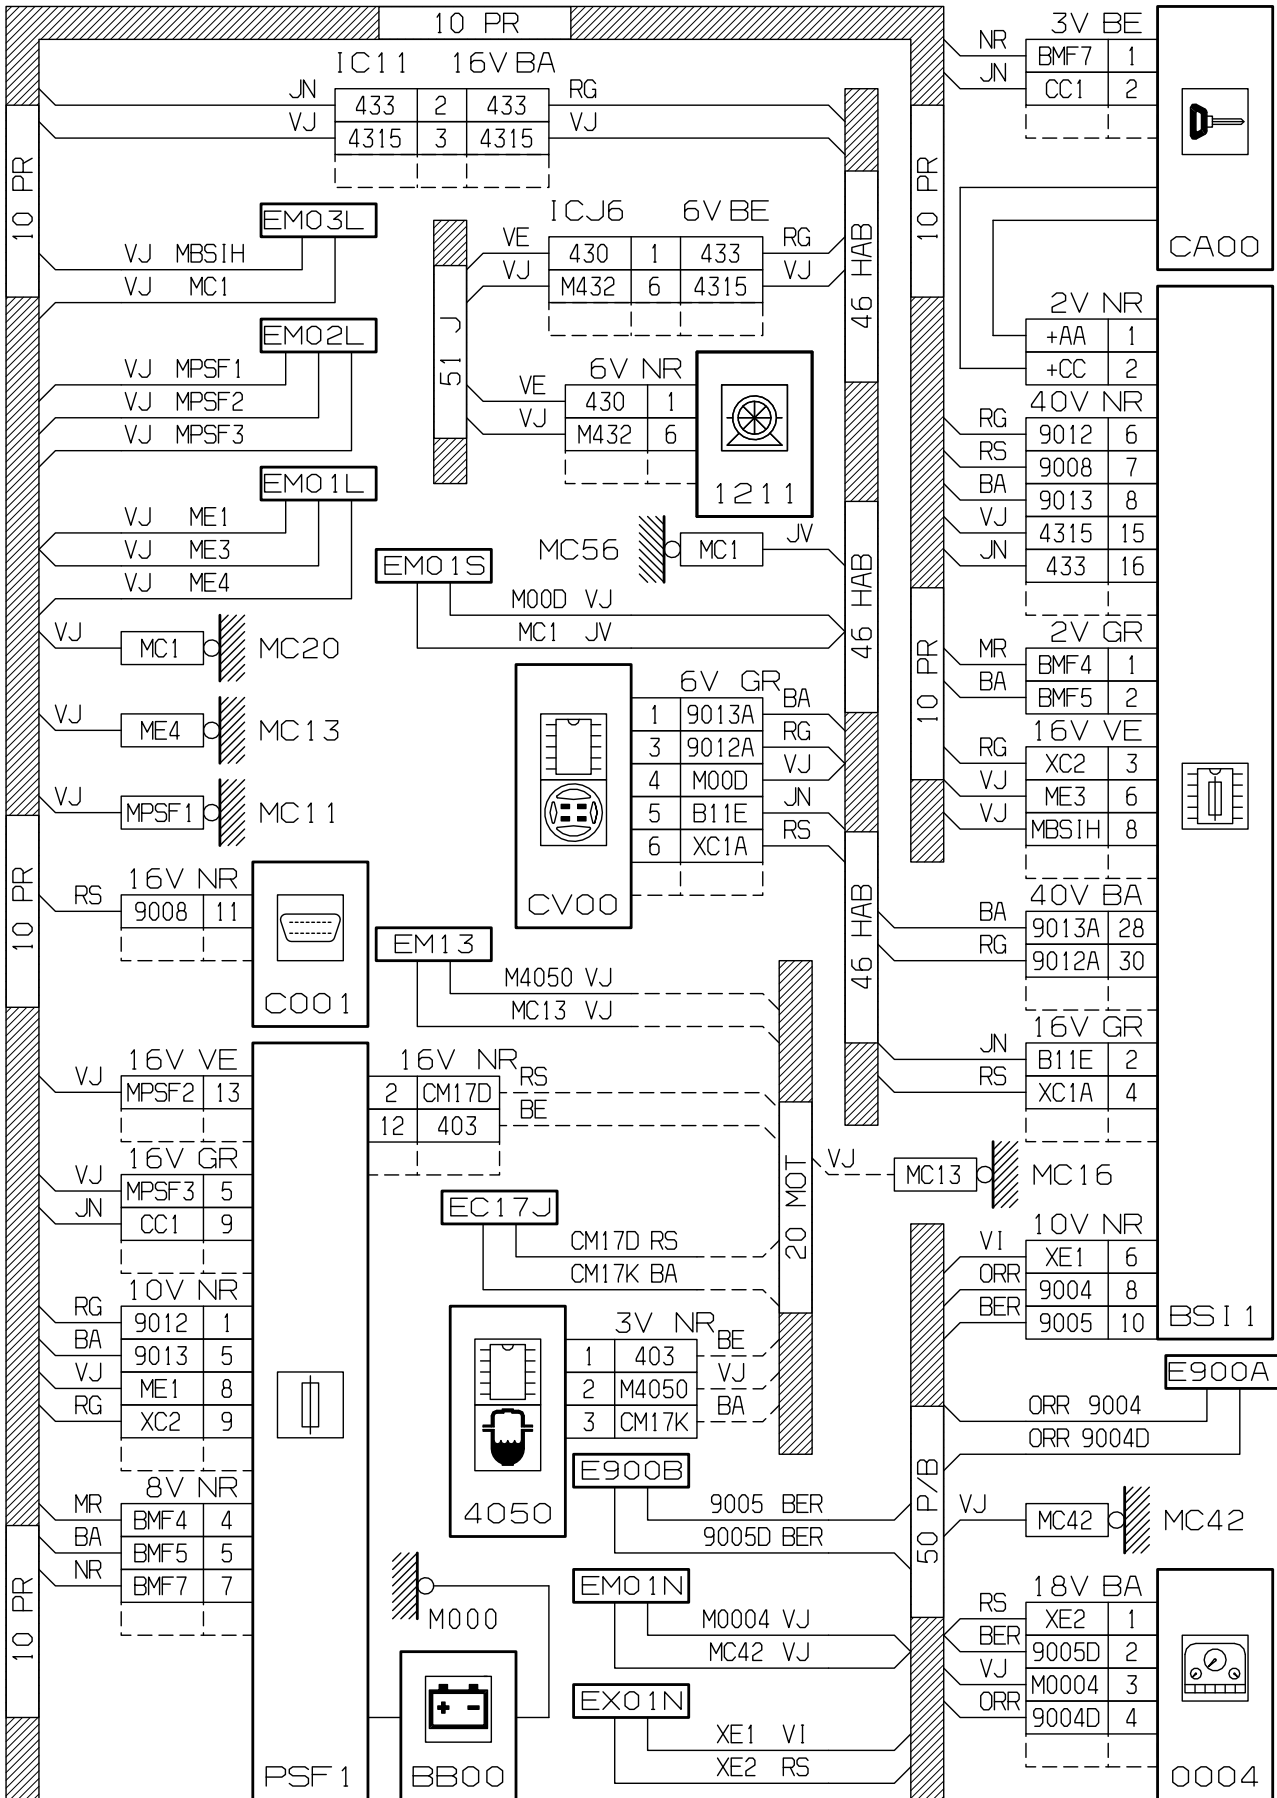 10 PR
IC11 16V BA
JN 433 2 433 RG
VJ 4315 3 4315 VJ
10 PR
EM03L
VJ MBSIH
VJ MC1
EM02L
VJ MPSF1
VJ MPSF2
VJ MPSF3
EM01L
VJ ME1
VJ ME3
VJ ME4
VJ MC1 MC20
VJ ME4 MC13
VJ MPSF1 MC11
10 PR
16V NR
RS 9008 11
C001
16V VE
VJ MPSF2 13
16V GR
VJ MPSF3 5
JN CC1 9
10V NR
RG 9012 1
BA 9013 5
VJ ME1 8
RG XC2 9
8V NR
MR BMF4 4
BA BMF5 5
NR BMF7 7
10 PR
PSF1
16V NR
2 CM17D RS
12 403 BE
51 J
ICJ6 6V BE
VE 430 1 433 RG
VJ M432 6 4315 VJ
6V NR
VE 430 1
VJ M432 6
1211
46 HAB
MC56 MC1 JV
EM01S
M00D VJ
MC1 JV
46 HAB
6V GR
1 9013A BA
3 9012A RG
4 M00D VJ
5 B11E JN
6 XC1A RS
CV00
46 HAB
EM13
M4050 VJ
MC13 VJ
20 MOT
VJ MC13 MC16
EC17J
CM17D RS
CM17K BA
3V NR
1 403 BE
2 M4050 VJ
3 CM17K BA
4050
E900B
9005 BER
9005D BER
M000
BB00
EM01N
M0004 VJ
MC42 VJ
EX01N
XE1 VI
XE2 RS
10 PR
10 PR
3V BE
NR BMF7 1
JN CC1 2
CA00
2V NR
+AA 1
+CC 2
40V NR
RG 9012 6
RS 9008 7
BA 9013 8
VJ 4315 15
JN 433 16
2V GR
MR BMF4 1
BA BMF5 2
16V VE
RG XC2 3
VJ ME3 6
VJ MBSIH 8
40V BA
BA 9013A 28
RG 9012A 30
16V GR
JN B11E 2
RS XC1A 4
10V NR
VI XE1 6
ORR 9004 8
BER 9005 10
BSI1
E900A
ORR 9004
ORR 9004D
50 P/B
VJ MC42 MC42
18V BA
RS XE2 1
BER 9005D 2
VJ M0004 3
ORR 9004D 4
0004